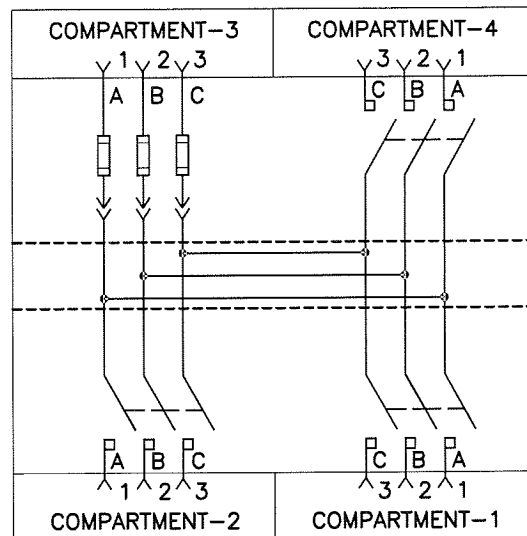 COMPARTMENT-3 COMPARTMENT-4
1 2 3 3 2 1
A B C C B A
A B C C B A
1 2 3 3 2 1
COMPARTMENT-2 COMPARTMENT-1